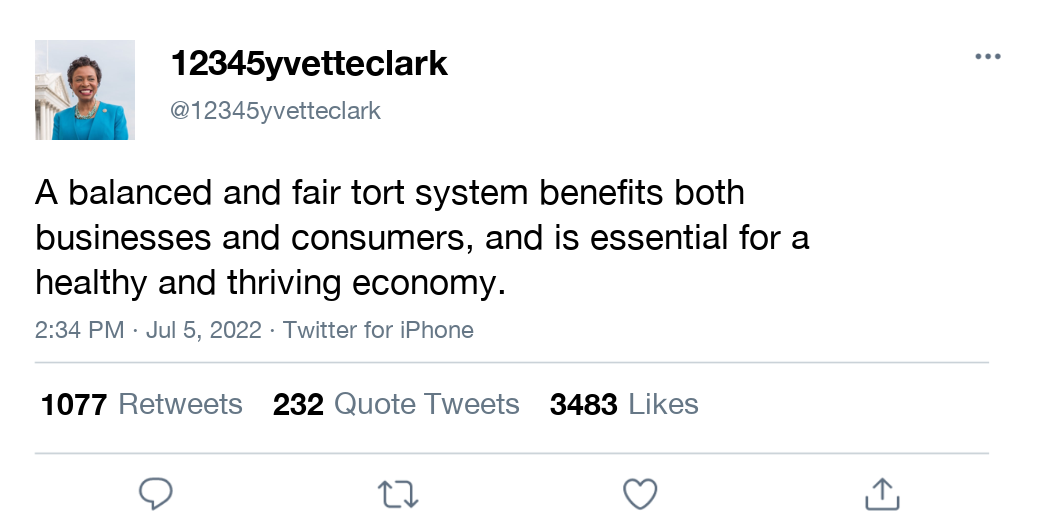 12345yvetteclark
@12345yvetteclark
A balanced and fair tort system benefits both
businesses and consumers, and is essential for a
healthy and thriving economy.
2:34 PM · Jul 5, 2022 · Twitter for iPhone
1077 Retweets 232 Quote Tweets 3483 Likes